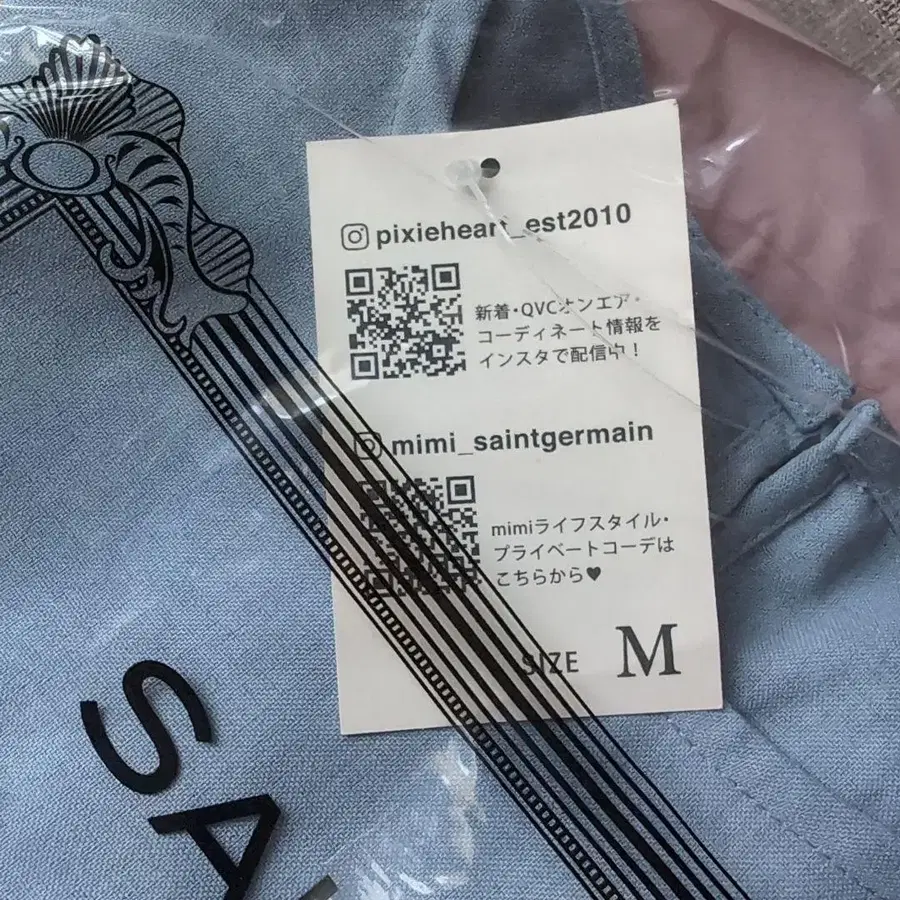 pixieheart_est2010
新着・QVCオンエア・
コーディネート情報を
インスタで配信中！
mimi_saintgermain
mimiライフスタイル・
プライベートコーデは
こちらから♥
SIZE M
SA